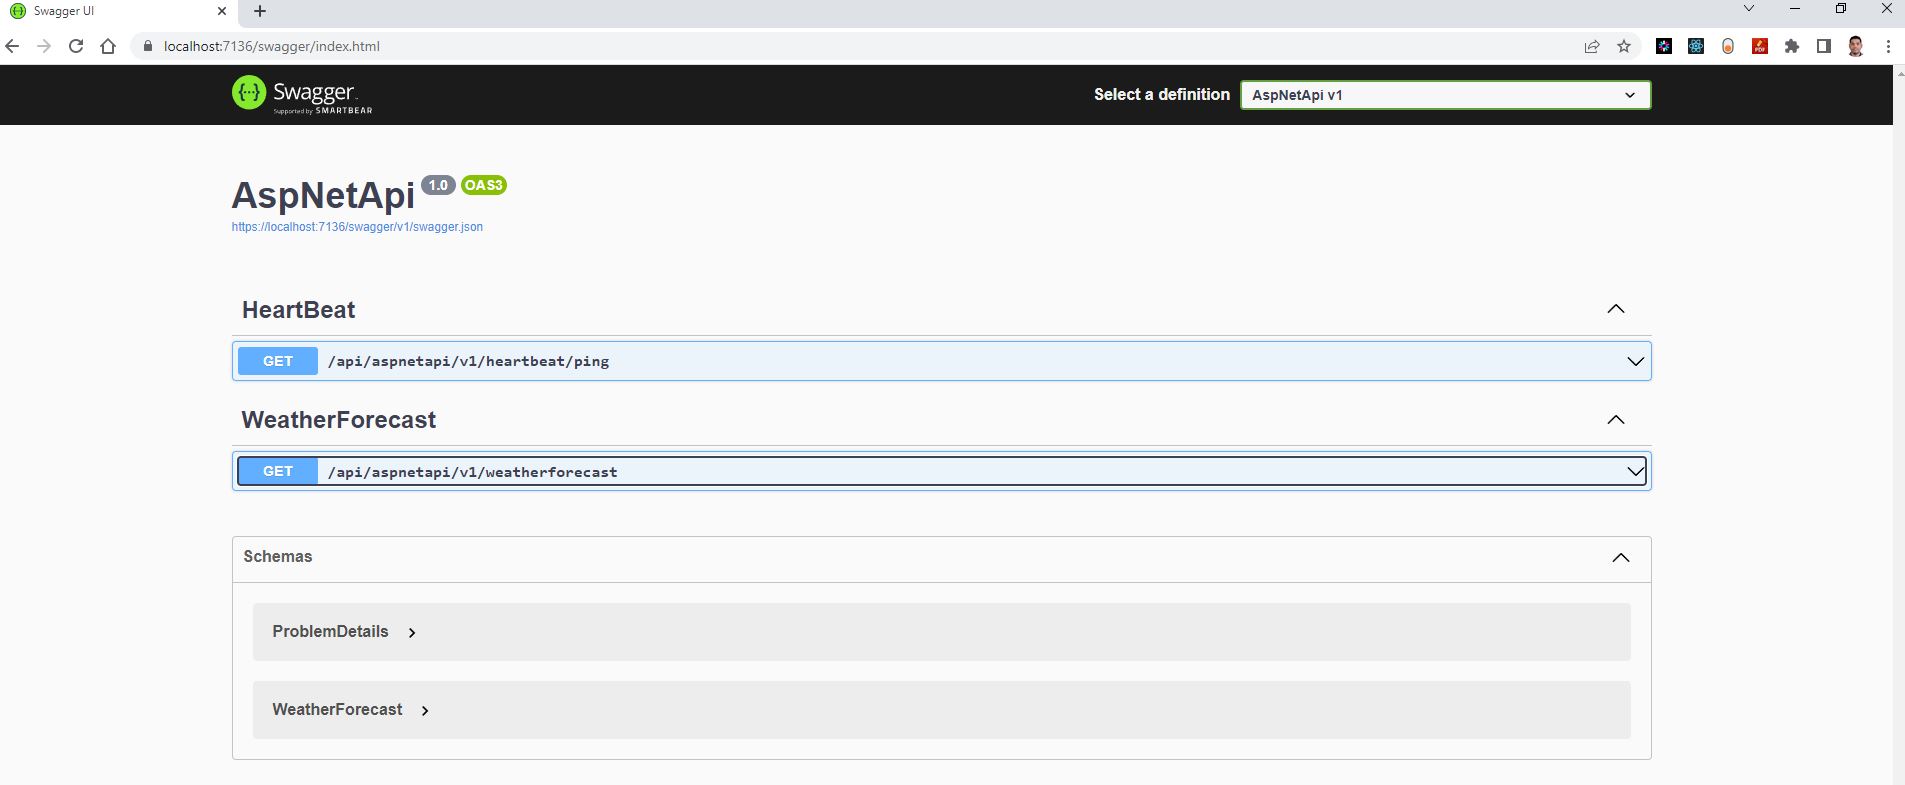 Swagger UI
localhost:7136/swagger/index.html
Swagger
Supported by SMARTBEAR
Select a definition
AspNetApi v1
AspNetApi 1.0 OAS3
https://localhost:7136/swagger/v1/swagger.json
HeartBeat
GET /api/aspnetapi/v1/heartbeat/ping
WeatherForecast
GET /api/aspnetapi/v1/weatherforecast
Schemas
ProblemDetails
WeatherForecast